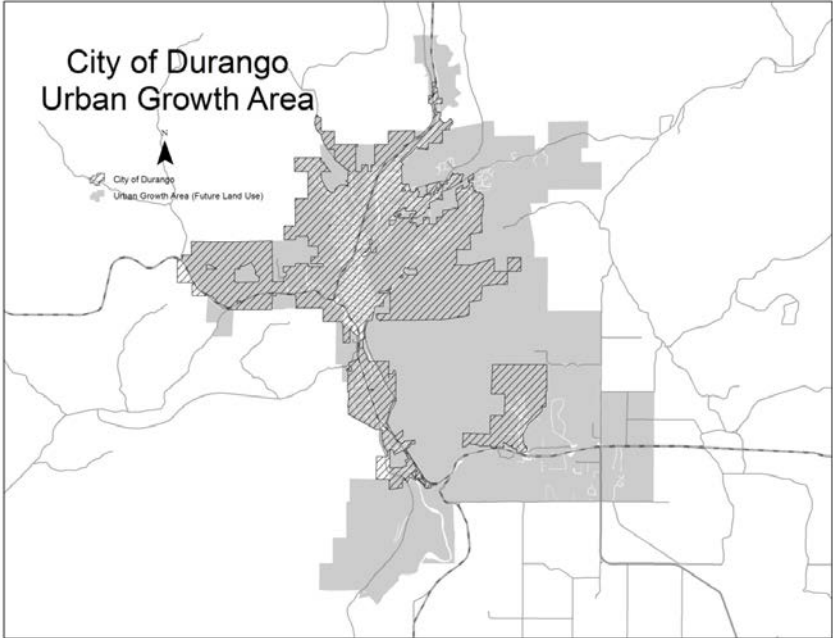 City of Durango
Urban Growth Area
N
City of Durango
Urban Growth Area (Future Land Use)